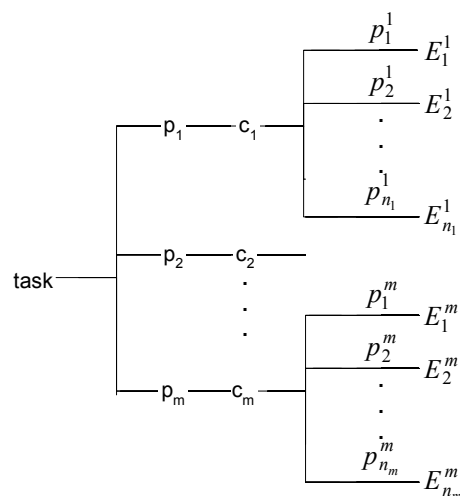 p_1^1 E_1^1
p_2^1 E_2^1
.
p_1 c_1 .
.
p_{n_1}^1 E_{n_1}^1
p_2 c_2
task
.
.
.
p_1^m E_1^m
p_2^m E_2^m
p_m c_m .
.
.
p_{n_m}^m E_{n_m}^m